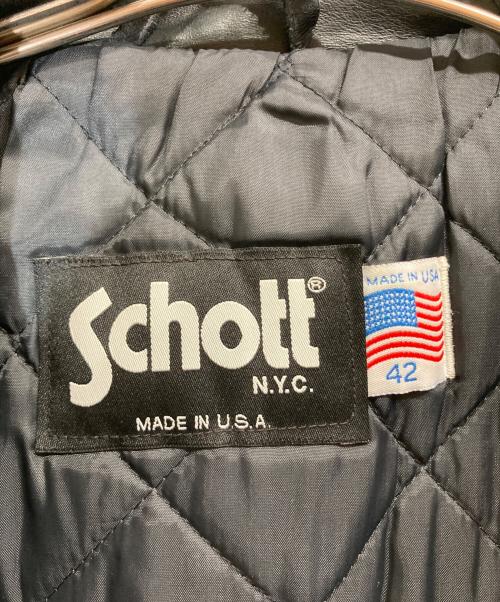 Schott®
N.Y.C.
MADE IN U.S.A.
MADE IN USA
42